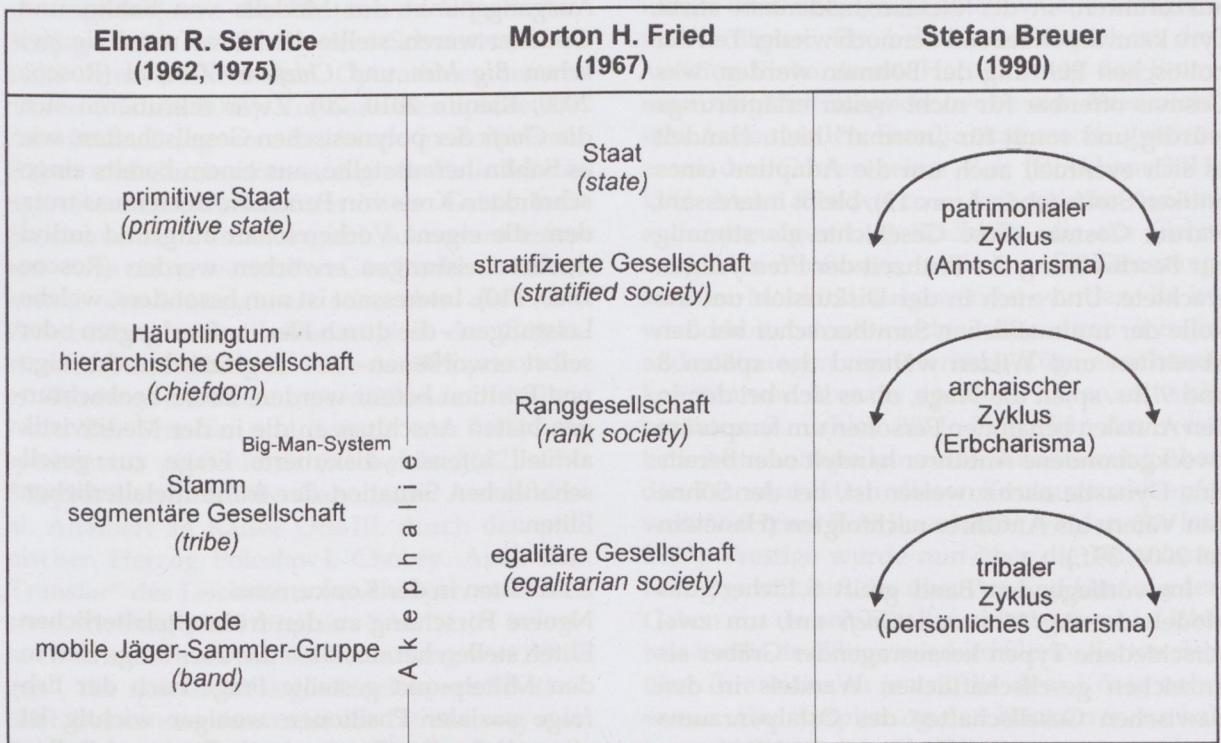 Elman R. Service
(1962, 1975)
primitiver Staat
(primitive state)
Häuptlingtum
hierarchische Gesellschaft
(chiefdom)
Big-Man-System
Stamm
segmentäre Gesellschaft
(tribe)
Horde
mobile Jäger-Sammler-Gruppe
(band)
Akephalie
Morton H. Fried
(1967)
Staat
(state)
stratifizierte Gesellschaft
(stratified society)
Ranggesellschaft
(rank society)
egalitäre Gesellschaft
(egalitarian society)
Stefan Breuer
(1990)
patrimonialer
Zyklus
(Amtscharisma)
archaischer
Zyklus
(Erbcharisma)
tribaler
Zyklus
(persönliches Charisma)